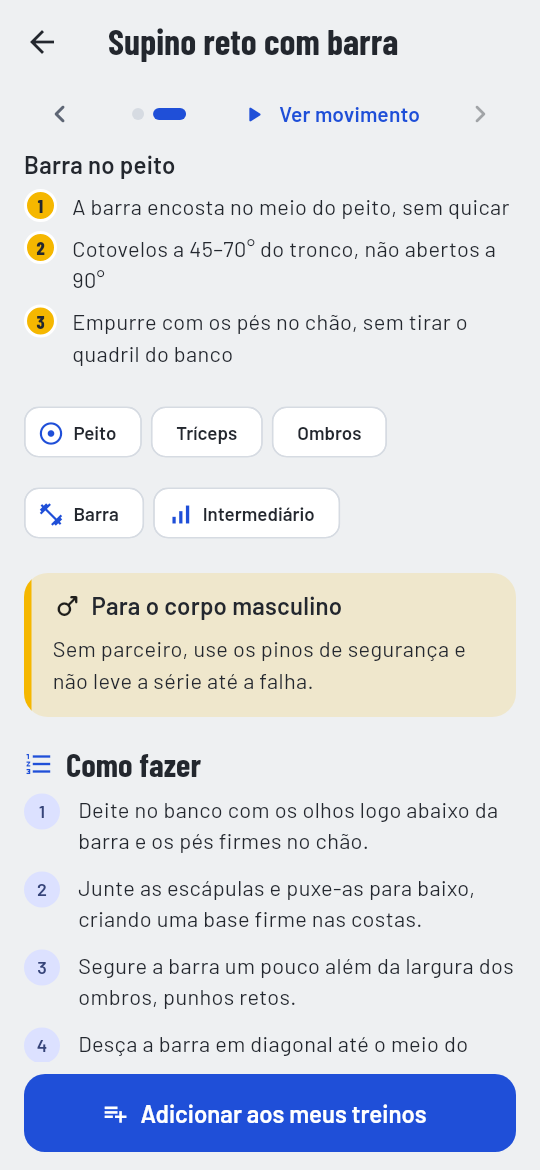 Supino reto com barra
Ver movimento
Barra no peito
1 A barra encosta no meio do peito, sem quicar
2 Cotovelos a 45–70° do tronco, não abertos a
90°
3 Empurre com os pés no chão, sem tirar o
quadril do banco
Peito Tríceps Ombros
Barra Intermediário
Para o corpo masculino
Sem parceiro, use os pinos de segurança e
não leve a série até a falha.
Como fazer
1 Deite no banco com os olhos logo abaixo da
barra e os pés firmes no chão.
2 Junte as escápulas e puxe-as para baixo,
criando uma base firme nas costas.
3 Segure a barra um pouco além da largura dos
ombros, punhos retos.
4 Desça a barra em diagonal até o meio do
Adicionar aos meus treinos